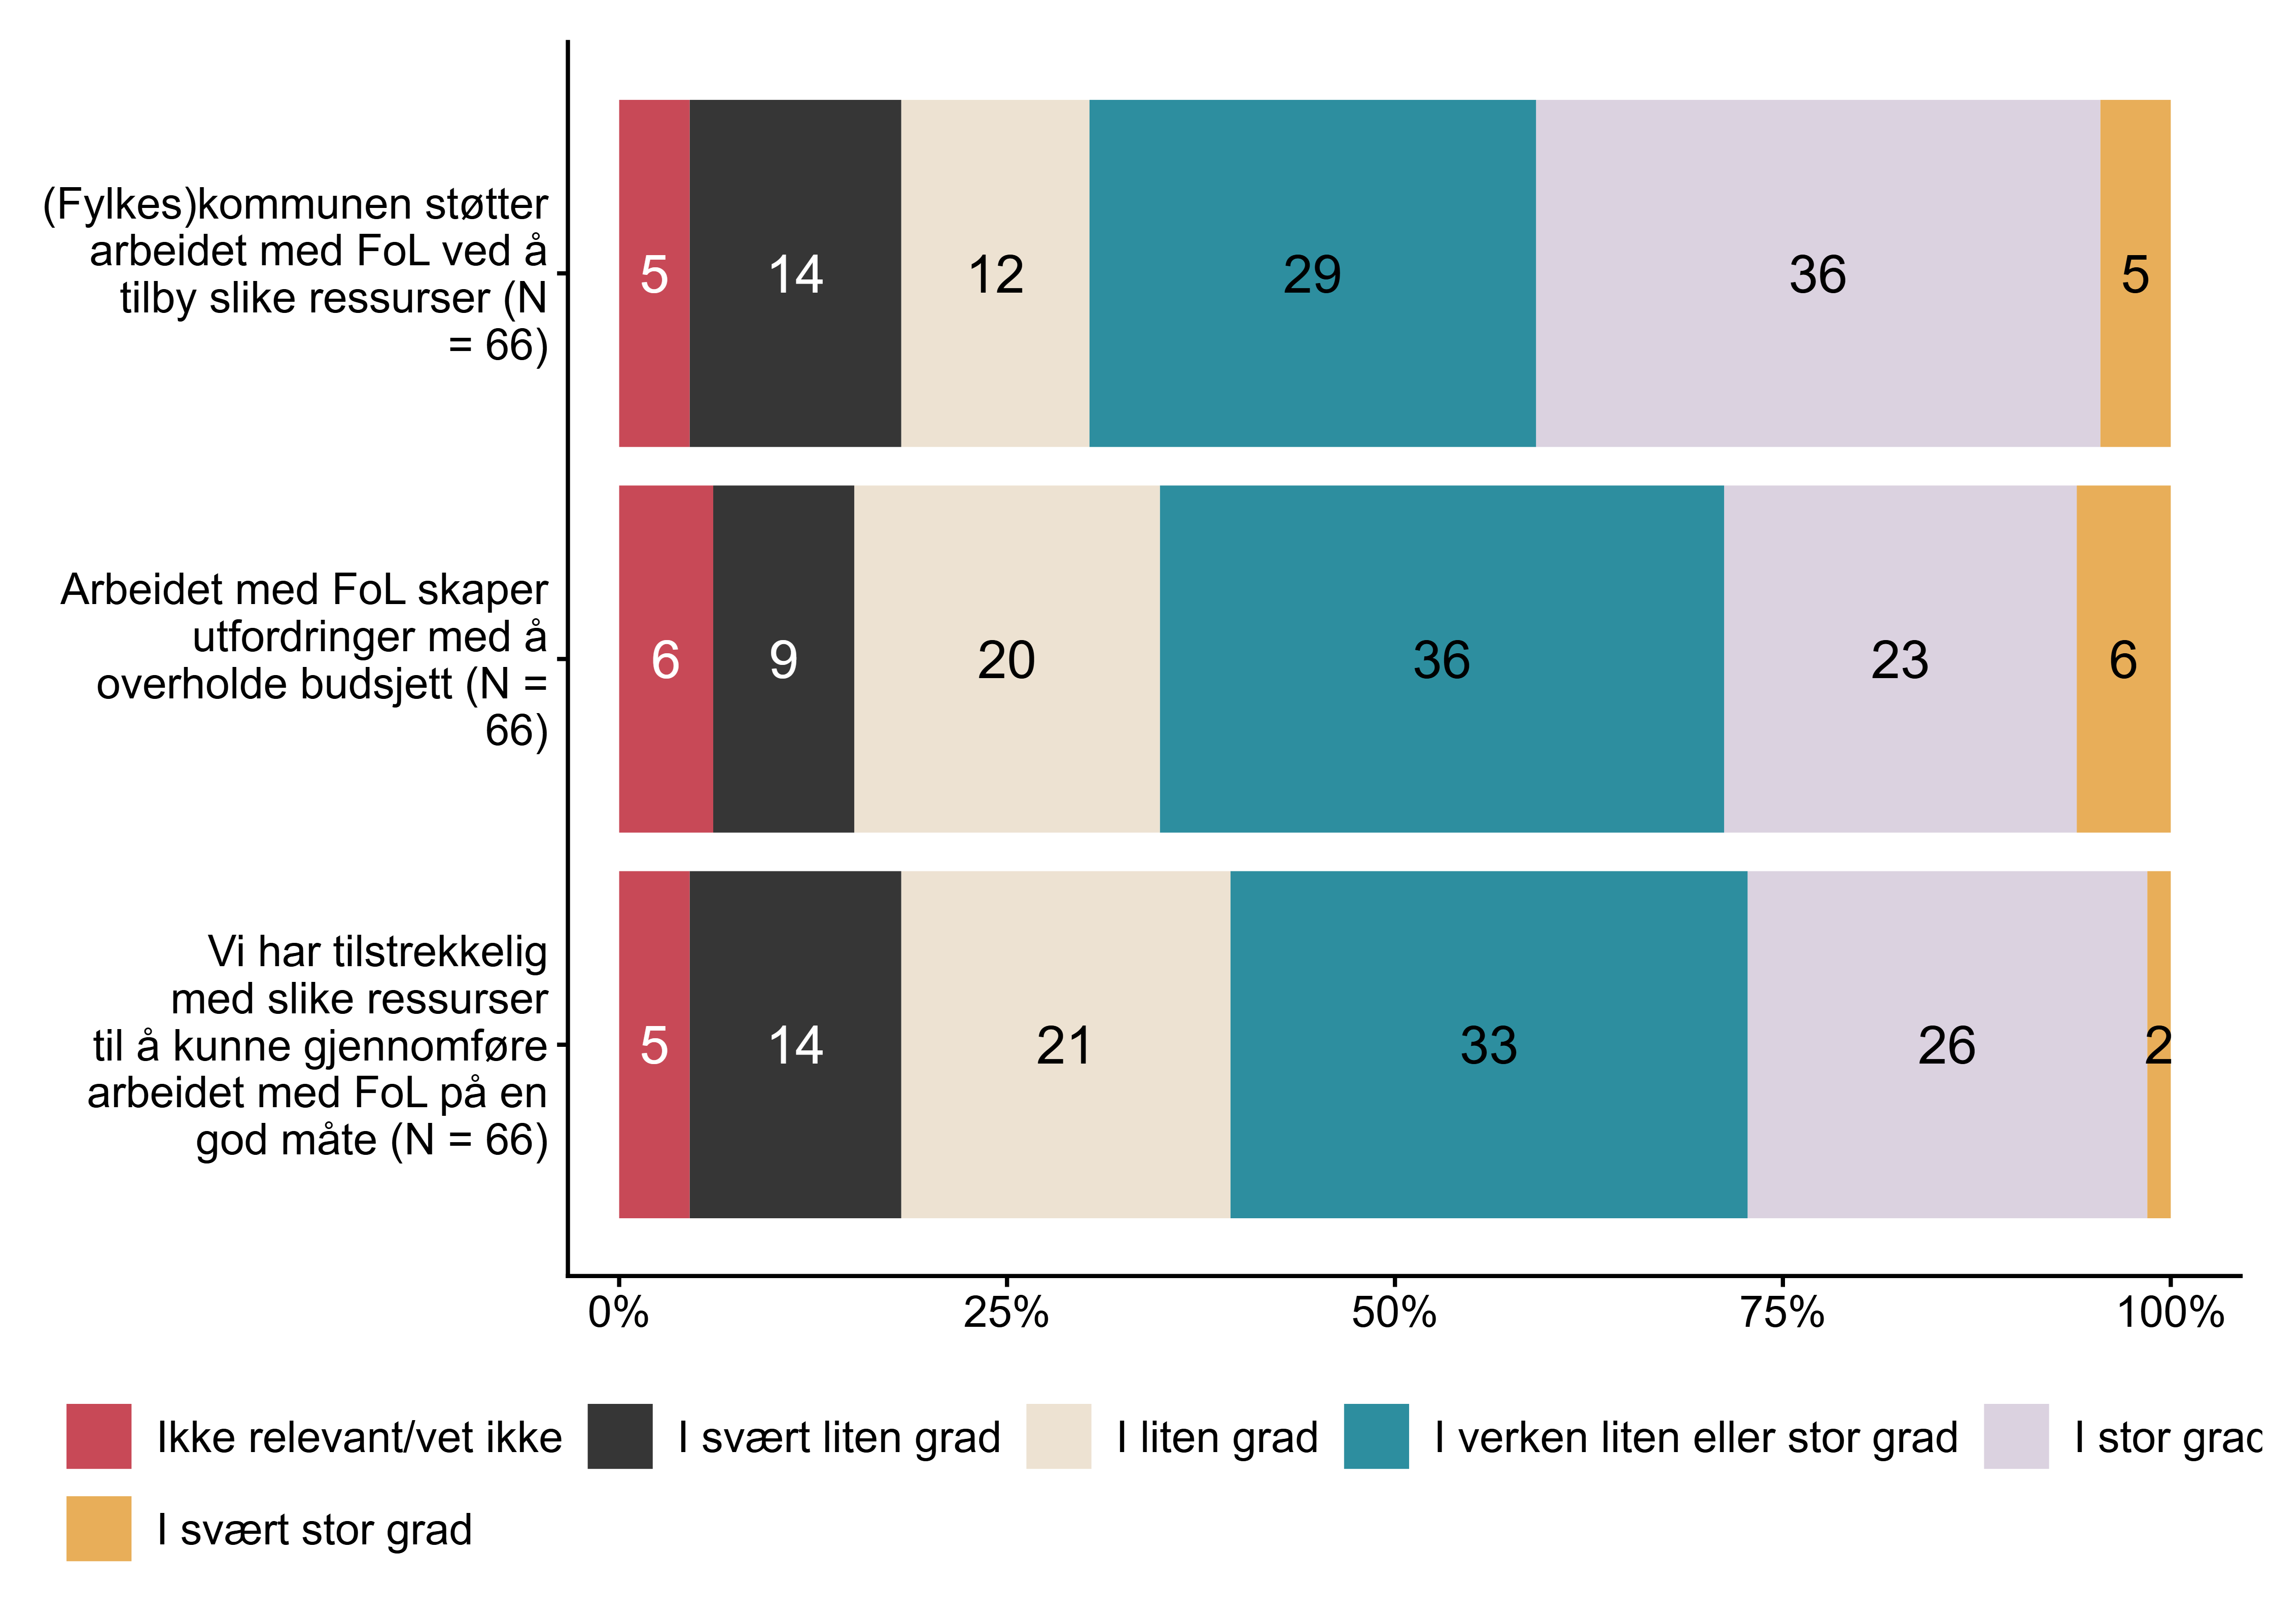 (Fylkes)kommunen støtter
arbeidet med FoL ved å
tilby slike ressurser (N
= 66)
5 14 12 29 36 5
Arbeidet med FoL skaper
utfordringer med å
overholde budsjett (N =
66)
6 9 20 36 23 6
Vi har tilstrekkelig
med slike ressurser
til å kunne gjennomføre
arbeidet med FoL på en
god måte (N = 66)
5 14 21 33 26 2
0% 25% 50% 75% 100%
Ikke relevant/vet ikke I svært liten grad I liten grad I verken liten eller stor grad I stor grad
I svært stor grad